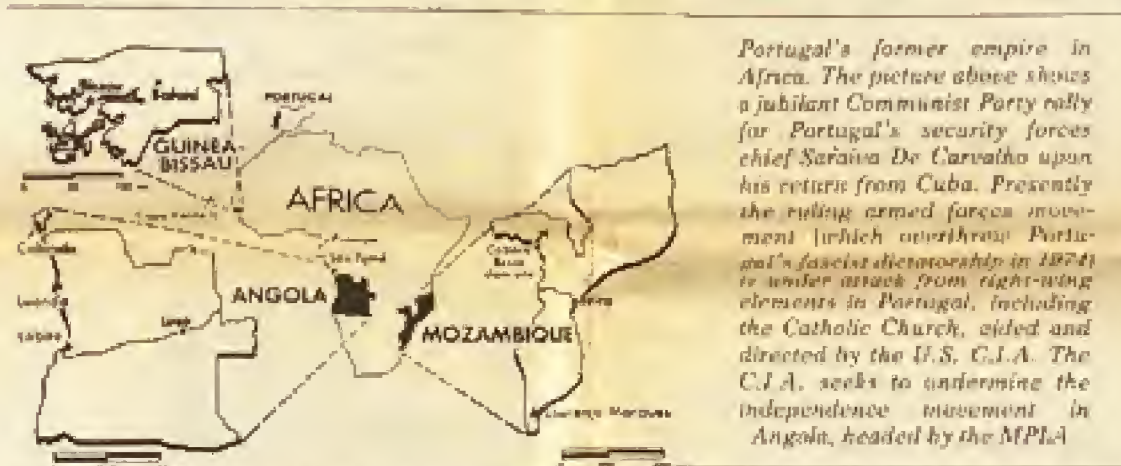 Portugal's former empire in
Africa. The picture above shows
a jubilant Communist Party rally
for Portugal's security forces
chief Saraiva De Carvalho upon
his return from Cuba. Presently
the ruling armed forces move-
ment (which overthrew Portu-
gal's fascist dictatorship in 1974)
is under attack from right-wing
elements in Portugal, including
the Catholic Church, aided and
directed by the U.S. C.I.A. The
C.I.A. seeks to undermine the
independence movement in
Angola, headed by the MPLA
PORTUGAL
GUINEA-
BISSAU
AFRICA
ANGOLA
MOZAMBIQUE
Luanda
Beira
Lourenço Marques